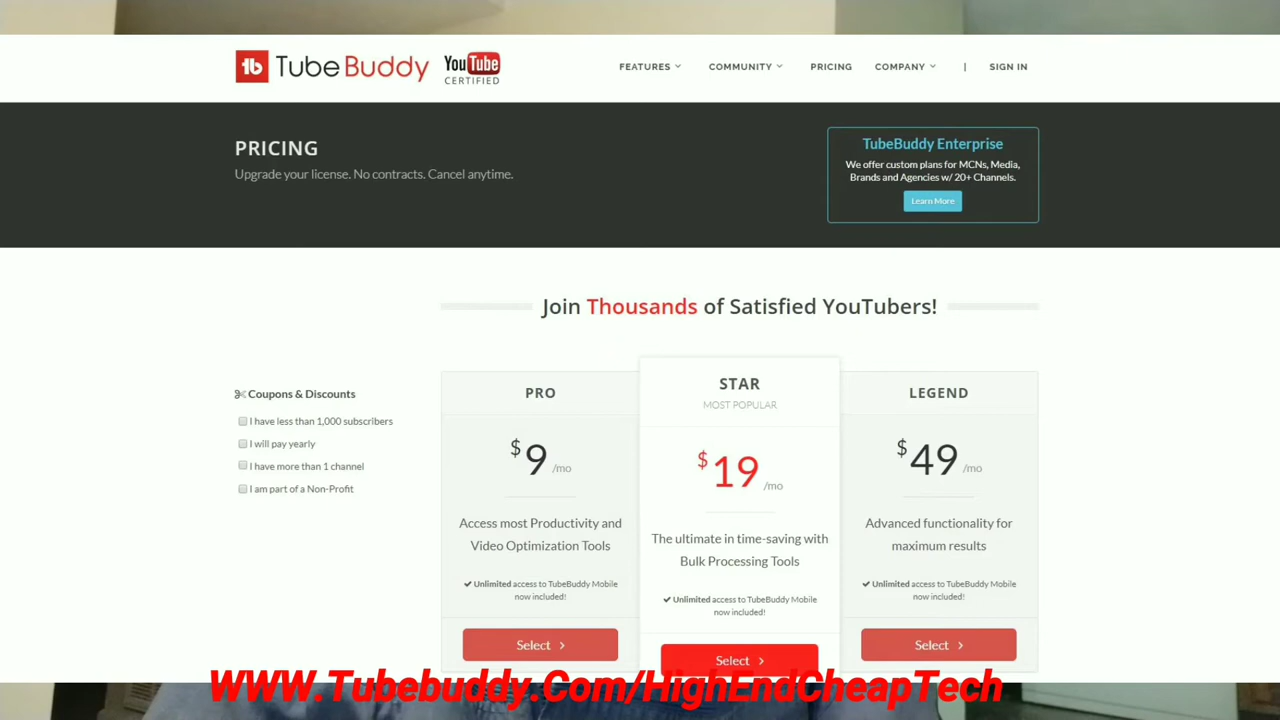 TubeBuddy YouTube CERTIFIED
FEATURES COMMUNITY PRICING COMPANY | SIGN IN
PRICING
Upgrade your license. No contracts. Cancel anytime.
TubeBuddy Enterprise
We offer custom plans for MCNs, Media,
Brands and Agencies w/ 20+ Channels.
Learn More
Join Thousands of Satisfied YouTubers!
Coupons & Discounts
I have less than 1,000 subscribers
I will pay yearly
I have more than 1 channel
I am part of a Non-Profit
PRO
$9 /mo
Access most Productivity and
Video Optimization Tools
Unlimited access to TubeBuddy Mobile
now included!
Select
STAR
MOST POPULAR
$19 /mo
The ultimate in time-saving with
Bulk Processing Tools
Unlimited access to TubeBuddy Mobile
now included!
Select
LEGEND
$49 /mo
Advanced functionality for
maximum results
Unlimited access to TubeBuddy Mobile
now included!
Select
WWW.Tubebuddy.Com/HighEndCheapTech